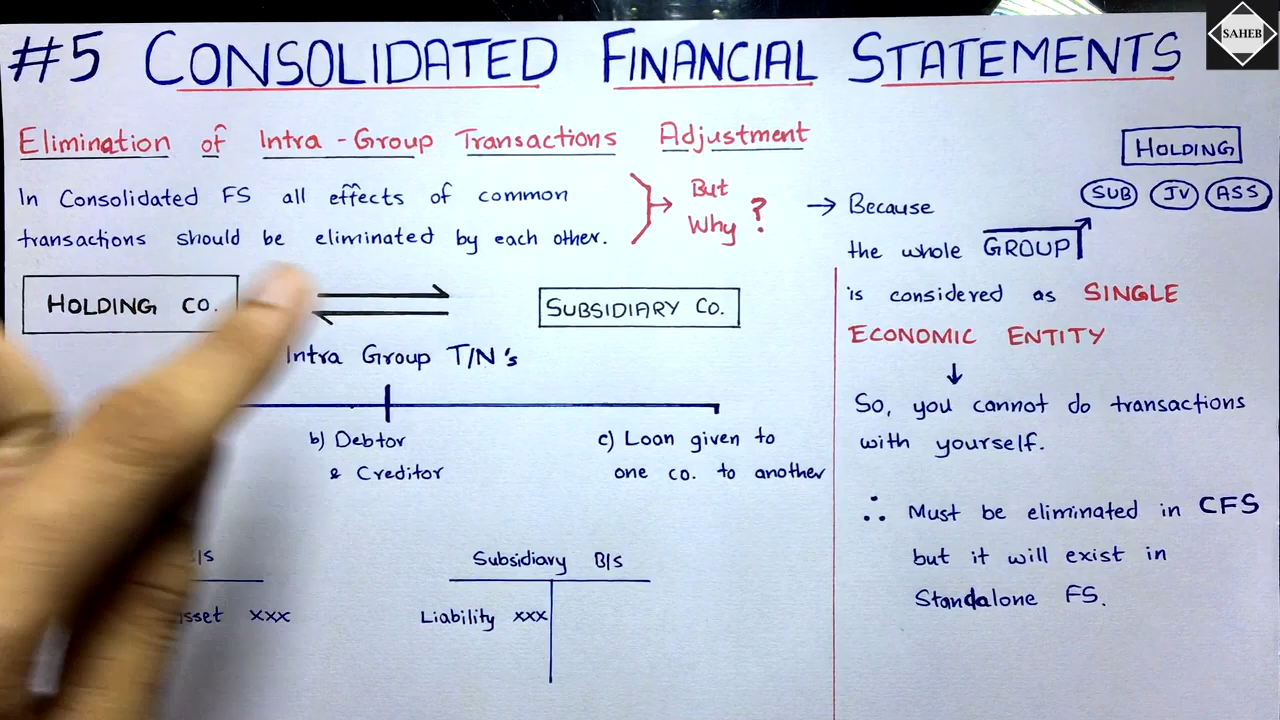 #5 CONSOLIDATED FINANCIAL STATEMENTS
SAHEB
Elimination of Intra-Group Transactions Adjustment
In Consolidated FS all effects of common
transactions should be eliminated by each other.
But
Why ?
HOLDING
SUB JV ASS
→ Because
the whole GROUP
is considered as SINGLE
ECONOMIC ENTITY
↓
So, you cannot do transactions
with yourself.
∴ Must be eliminated in CFS
but it will exist in
Standalone FS.
HOLDING CO.
SUBSIDIARY CO.
Intra Group T/N's
b) Debtor
& Creditor
c) Loan given to
one co. to another
B/S
Asset xxx
Subsidiary B/S
Liability xxx